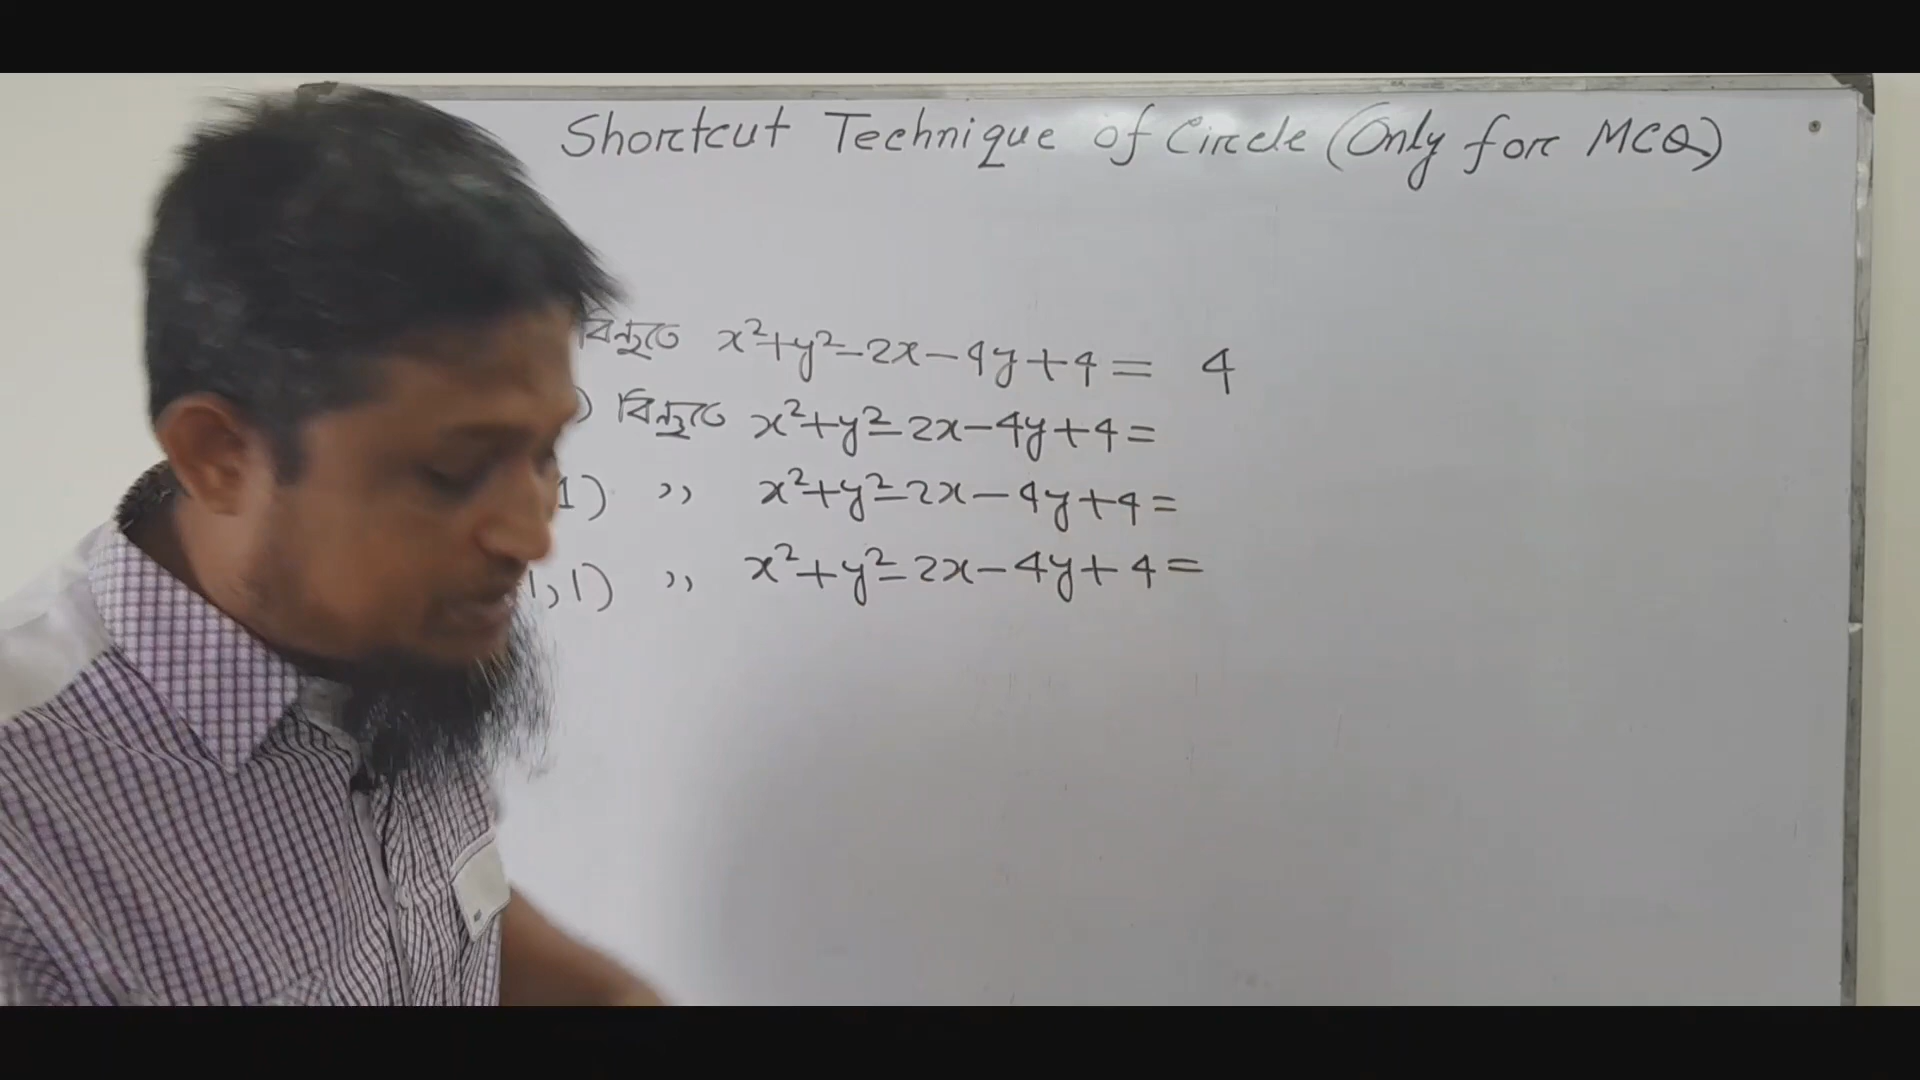 Shortcut Technique of Circle (Only for MCQ)
বিন্দুতে x²+y²-2x-4y+4= 4
) বিন্দুতে x²+y²-2x-4y+4=
1) ,, x²+y²-2x-4y+4=
1,1) ,, x²+y²-2x-4y+4=